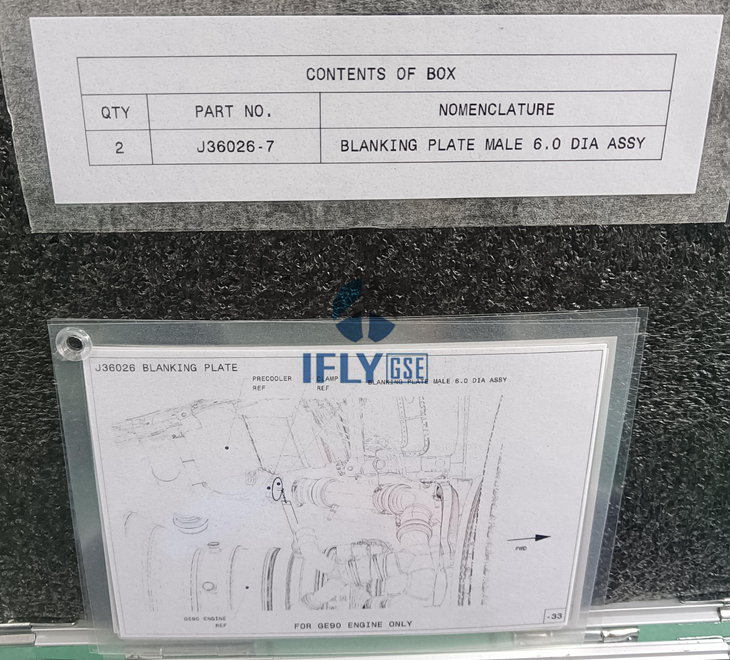 CONTENTS OF BOX
QTY PART NO. NOMENCLATURE
2 J36026-7 BLANKING PLATE MALE 6.0 DIA ASSY
IFLY GSE
J36026 BLANKING PLATE
PRECOOLER REF
CLAMP REF
BLANKING PLATE MALE 6.0 DIA ASSY
FWD
GE90 ENGINE REF
FOR GE90 ENGINE ONLY
-33